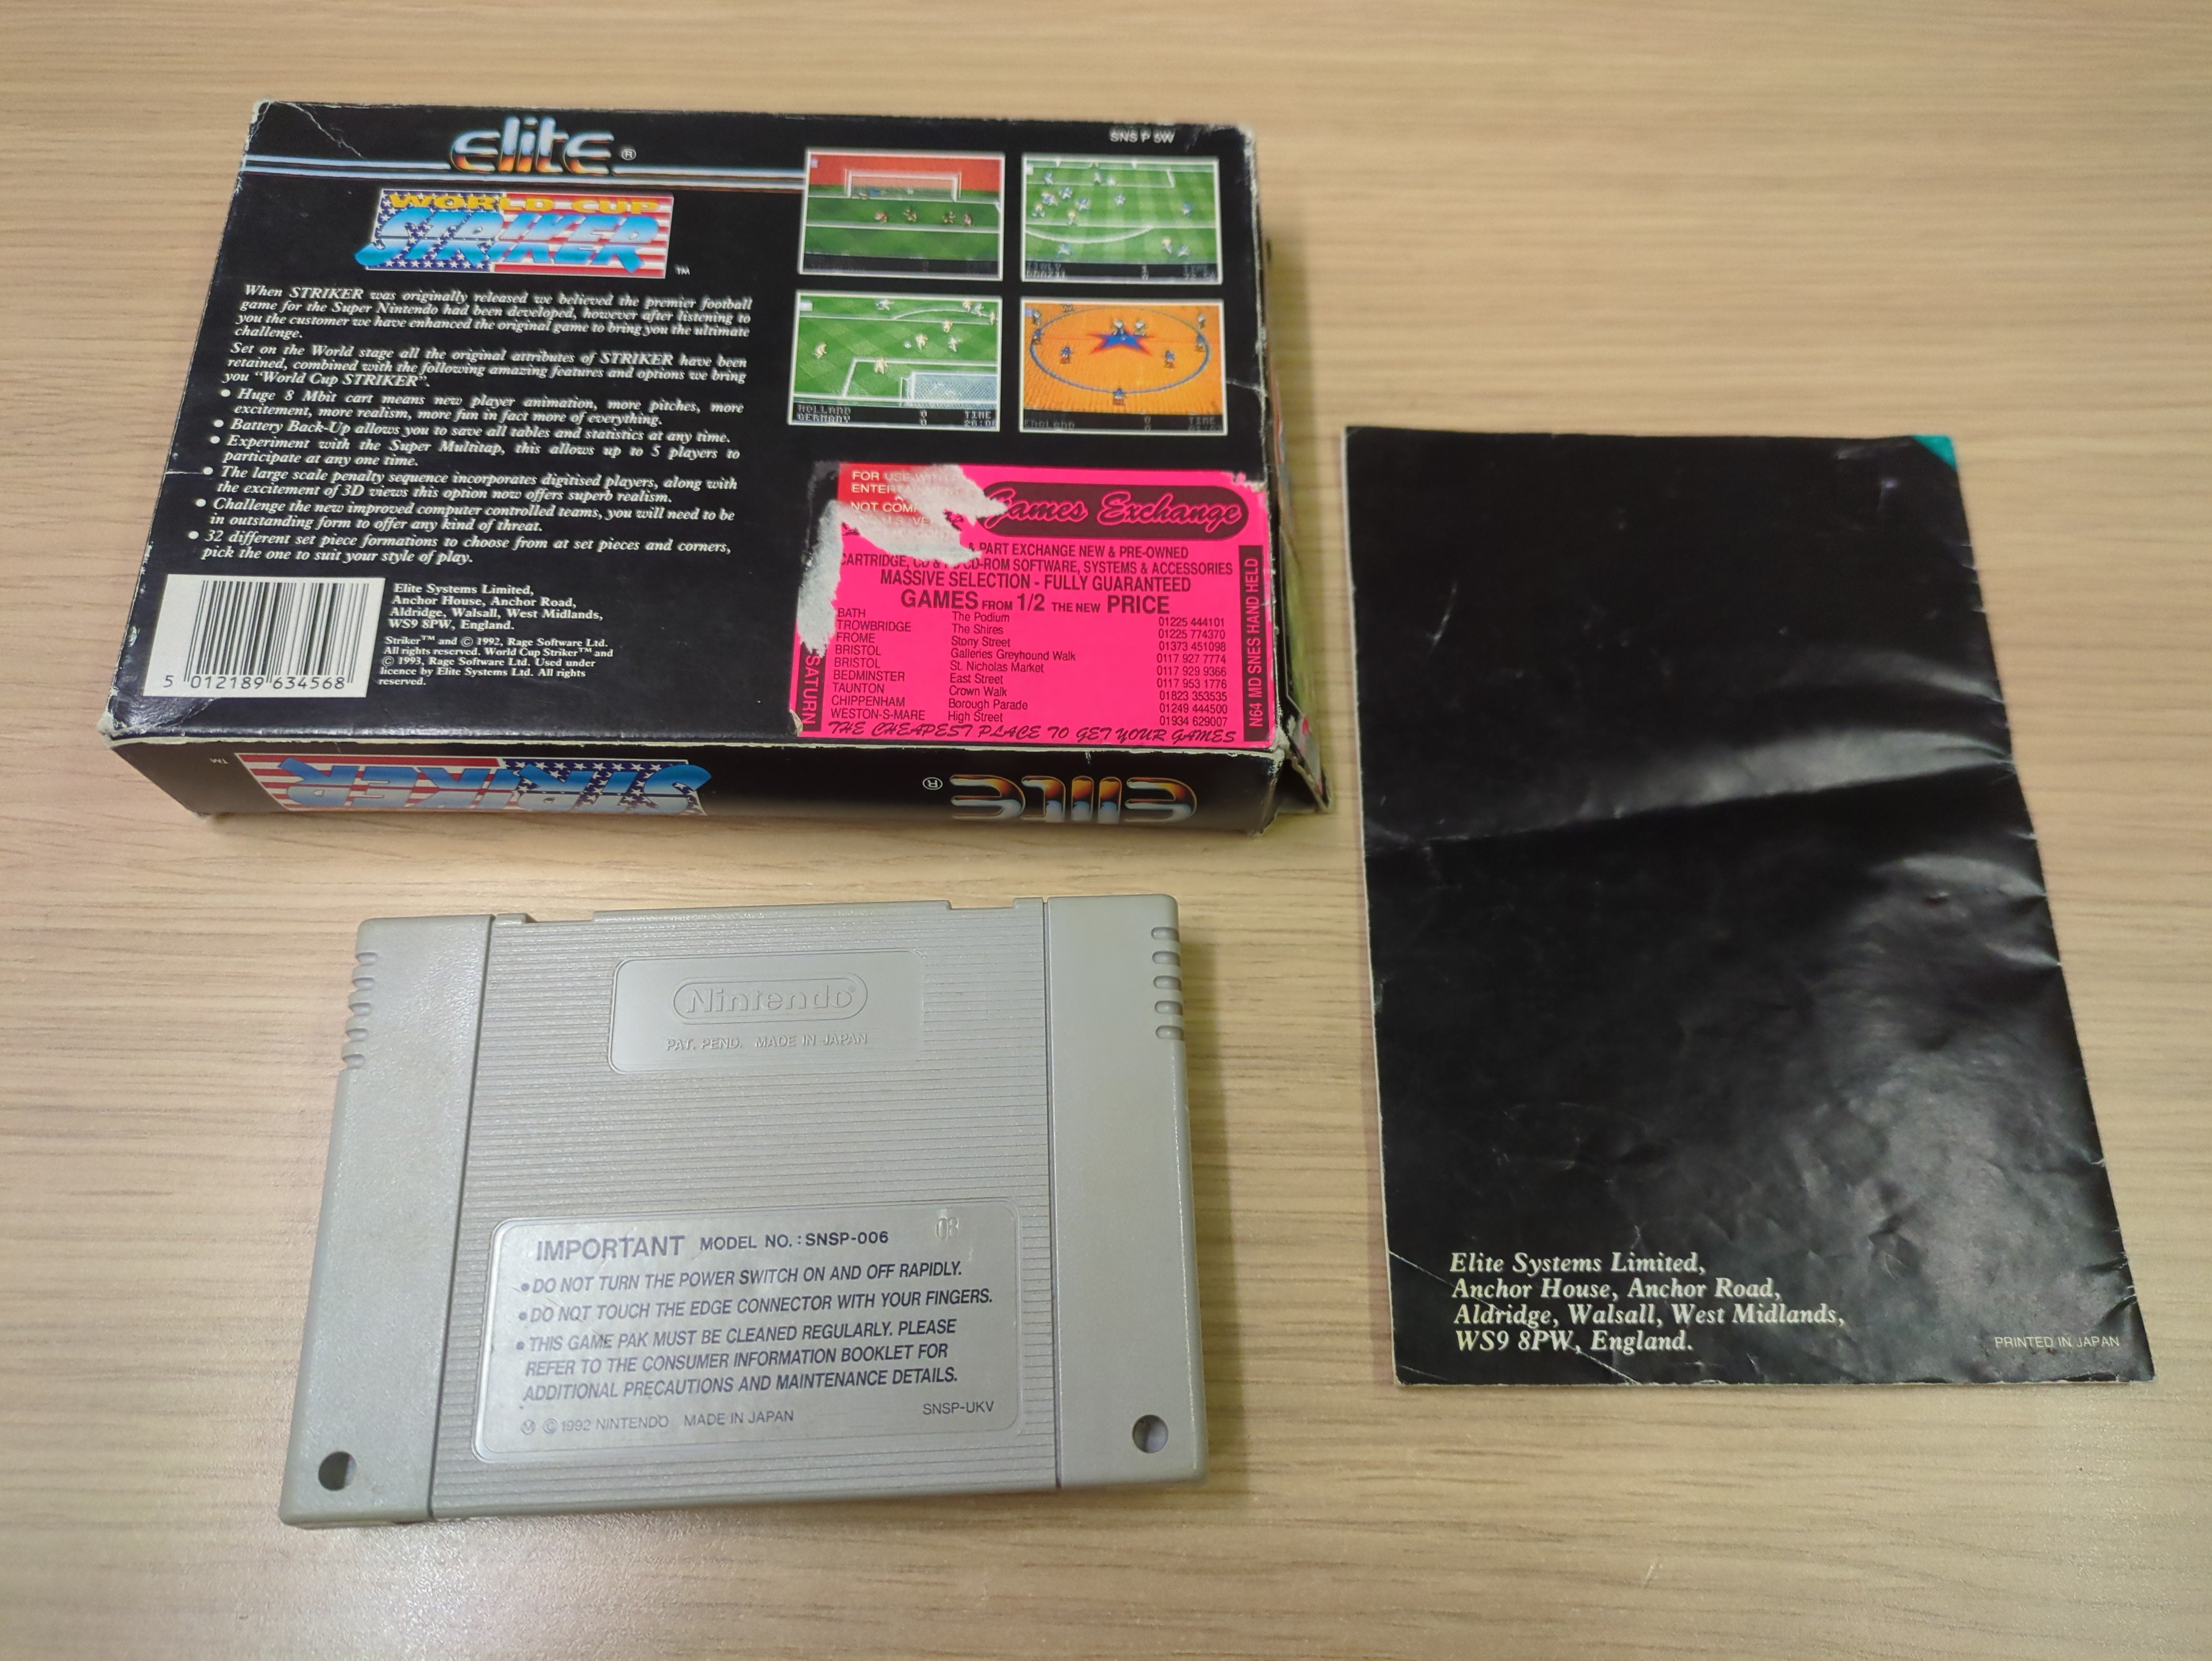 elite®
SNS P 5W
WORLD CUP
STRIKER
™
When STRIKER was originally released we believed the premier football
game for the Super Nintendo had been developed, however after listening to
you the customer we have enhanced the original game to bring you the ultimate
challenge.
Set on the World stage all the original attributes of STRIKER have been
retained, combined with the following amazing features and options we bring
you “World Cup STRIKER”.
● Huge 8 Mbit cart means new player animation, more pitches, more
excitement, more realism, more fun in fact more of everything.
● Battery Back-Up allows you to save all tables and statistics at any time.
● Experiment with the Super Multitap, this allows up to 5 players to
participate at any one time.
● The large scale penalty sequence incorporates digitised players, along with
the excitement of 3D views this option now offers superb realism.
● Challenge the new improved computer controlled teams, you will need to be
in outstanding form to offer any kind of threat.
● 32 different set piece formations to choose from at set pieces and corners,
pick the one to suit your style of play.
HOLLAND 0 TIME
GERMANY 0
ENGLAND
5 012189 634568
Elite Systems Limited,
Anchor House, Anchor Road,
Aldridge, Walsall, West Midlands,
WS9 8PW, England.
Striker™ and © 1992, Rage Software Ltd.
All rights reserved. World Cup Striker™ and
© 1993, Rage Software Ltd. Used under
licence by Elite Systems Ltd. All rights
reserved.
FOR USE
NOT
Games Exchange
& PART EXCHANGE NEW & PRE-OWNED
CARTRIDGE, CD & CD-ROM SOFTWARE, SYSTEMS & ACCESSORIES
MASSIVE SELECTION - FULLY GUARANTEED
GAMES FROM 1/2 THE NEW PRICE
BATH The Podium 01225 444101
TROWBRIDGE The Shires 01225 774370
FROME Stony Street 01373 451098
BRISTOL Galleries Greyhound Walk 0117 927 7774
BRISTOL St. Nicholas Market 0117 929 9366
BEDMINSTER East Street 0117 953 1776
TAUNTON Crown Walk 01823 353535
CHIPPENHAM Borough Parade 01249 444500
WESTON-S-MARE High Street 01934 629007
THE CHEAPEST PLACE TO GET YOUR GAMES
SATURN
N64 MD SNES HAND HELD
STRIKER
™
elite®
Nintendo®
PAT. PEND. MADE IN JAPAN
IMPORTANT MODEL NO. : SNSP-006
08
● DO NOT TURN THE POWER SWITCH ON AND OFF RAPIDLY.
● DO NOT TOUCH THE EDGE CONNECTOR WITH YOUR FINGERS.
● THIS GAME PAK MUST BE CLEANED REGULARLY. PLEASE
REFER TO THE CONSUMER INFORMATION BOOKLET FOR
ADDITIONAL PRECAUTIONS AND MAINTENANCE DETAILS.
Ⓜ © 1992 NINTENDO MADE IN JAPAN
SNSP-UKV
Elite Systems Limited,
Anchor House, Anchor Road,
Aldridge, Walsall, West Midlands,
WS9 8PW, England.
PRINTED IN JAPAN